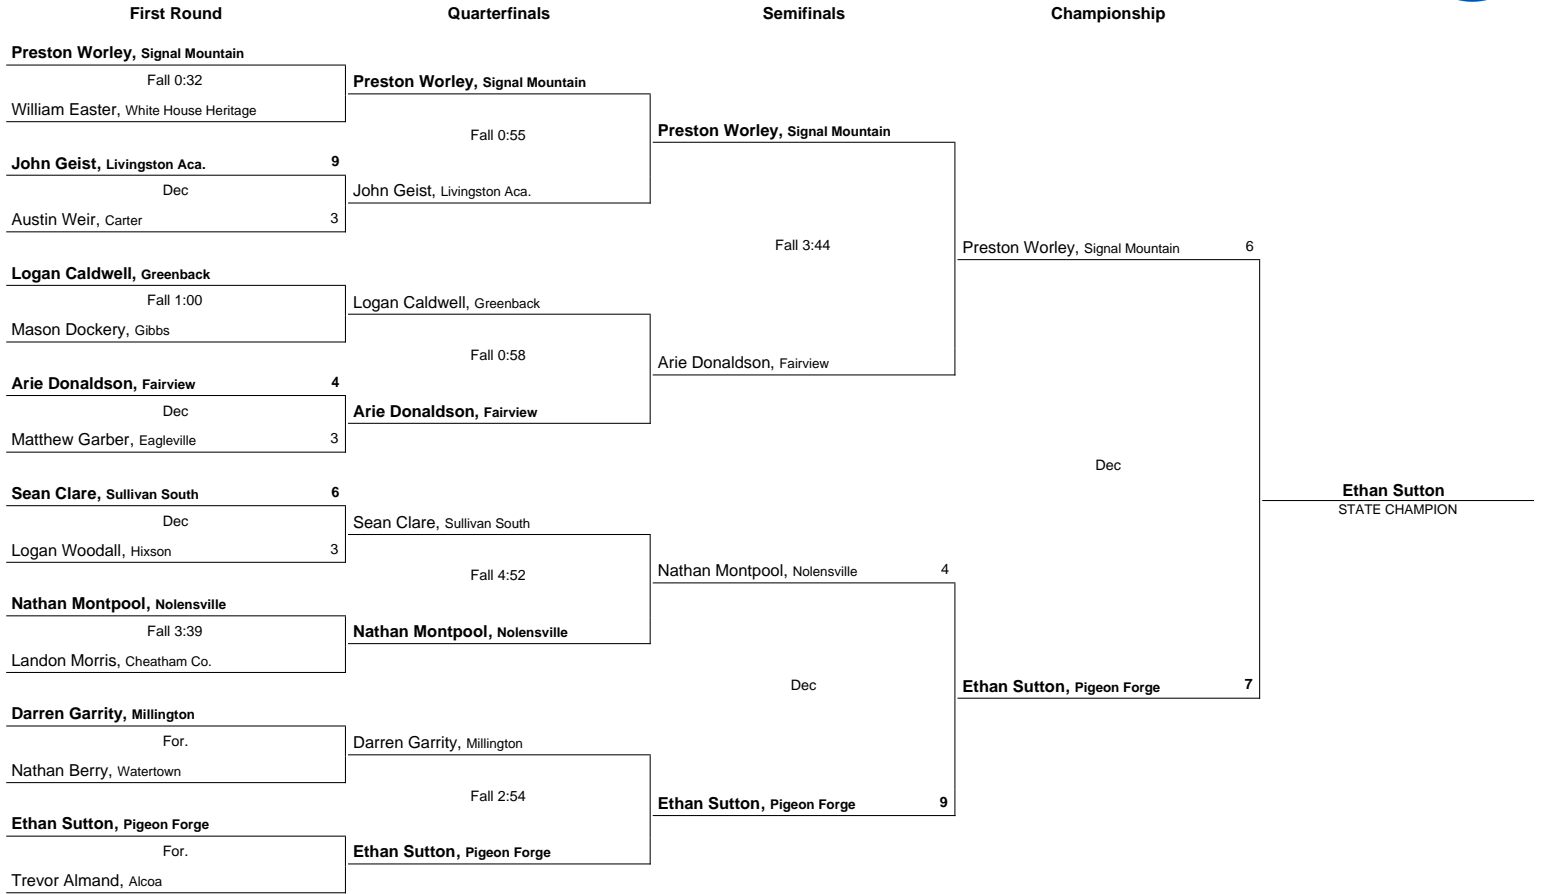 First Round Quarterfinals Semifinals Championship
Preston Worley, Signal Mountain
Fall 0:32
William Easter, White House Heritage
John Geist, Livingston Aca. 9
Dec
Austin Weir, Carter 3
Logan Caldwell, Greenback
Fall 1:00
Mason Dockery, Gibbs
Arie Donaldson, Fairview 4
Dec
Matthew Garber, Eagleville 3
Sean Clare, Sullivan South 6
Dec
Logan Woodall, Hixson 3
Nathan Montpool, Nolensville
Fall 3:39
Landon Morris, Cheatham Co.
Darren Garrity, Millington
For.
Nathan Berry, Watertown
Ethan Sutton, Pigeon Forge
For.
Trevor Almand, Alcoa
Preston Worley, Signal Mountain
Fall 0:55
John Geist, Livingston Aca.
Logan Caldwell, Greenback
Fall 0:58
Arie Donaldson, Fairview
Sean Clare, Sullivan South
Fall 4:52
Nathan Montpool, Nolensville
Darren Garrity, Millington
Fall 2:54
Ethan Sutton, Pigeon Forge
Preston Worley, Signal Mountain
Fall 3:44
Arie Donaldson, Fairview
Nathan Montpool, Nolensville 4
Dec
Ethan Sutton, Pigeon Forge 9
Preston Worley, Signal Mountain 6
Dec
Ethan Sutton, Pigeon Forge 7
Ethan Sutton
STATE CHAMPION